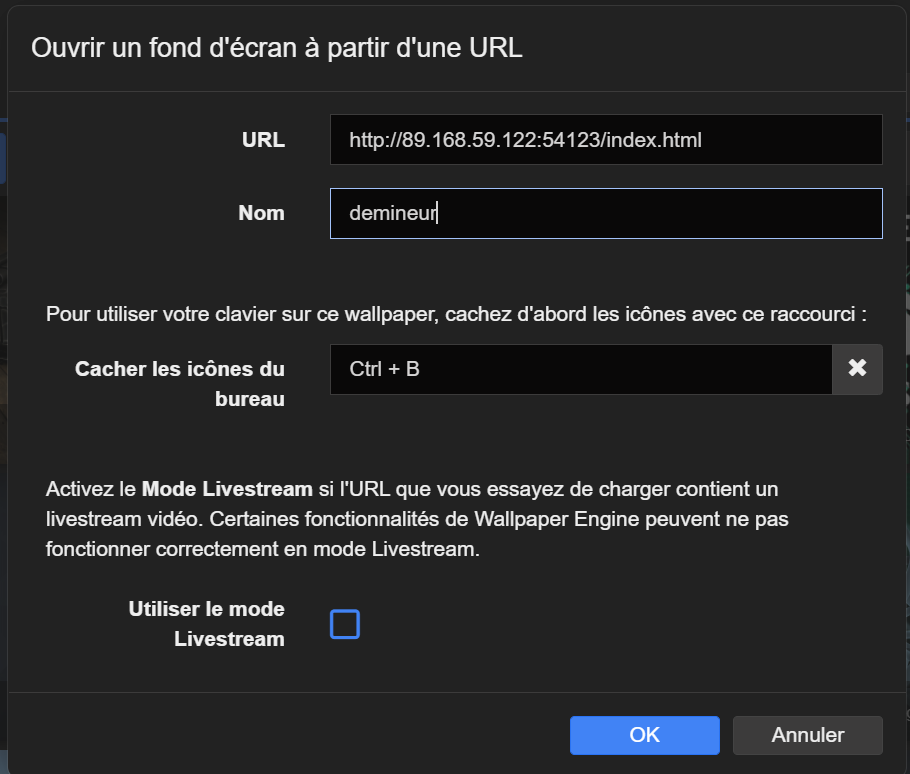 Ouvrir un fond d'écran à partir d'une URL
URL
http://89.168.59.122:54123/index.html
Nom
demineur
Pour utiliser votre clavier sur ce wallpaper, cachez d'abord les icônes avec ce raccourci :
Cacher les icônes du
bureau
Ctrl + B
Activez le Mode Livestream si l'URL que vous essayez de charger contient un
livestream vidéo. Certaines fonctionnalités de Wallpaper Engine peuvent ne pas
fonctionner correctement en mode Livestream.
Utiliser le mode
Livestream
OK
Annuler